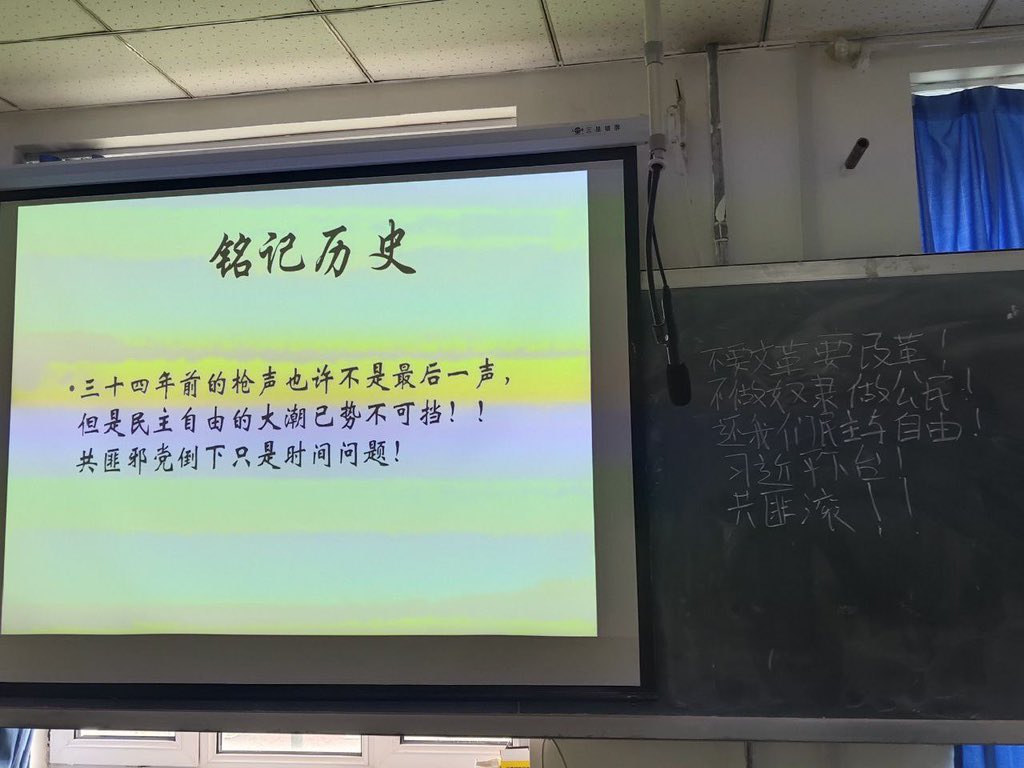 铭记历史
•三十四年前的枪声也许不是最后一声，
但是民主自由的大潮已势不可挡！！
共匪邪党倒下只是时间问题！
不要文革要改革！
不做奴隶做公民！
还我们民主与自由！
习近平下台！
共匪滚！！